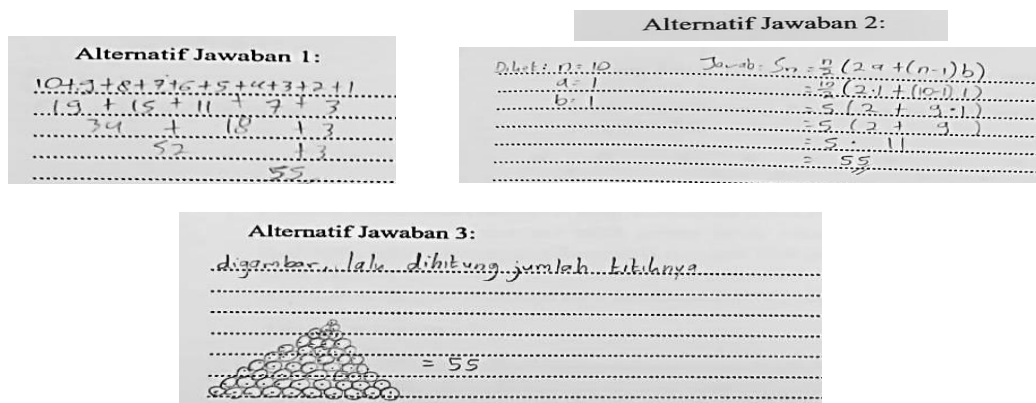 Alternatif Jawaban 1:
10+9+8+7+6+5+4+3+2+1
19 + 15 + 11 + 7 + 3
34 + 18 + 3
52 + 3
55
Alternatif Jawaban 2:
Diket: n = 10
a = 1
b = 1
Jawab: Sn = n/2 (2a + (n-1)b)
= 10/2 (2.1 + (10-1) 1)
= 5 (2 + 9.1)
= 5 (2 + 9)
= 5 . 11
= 55
Alternatif Jawaban 3:
digambar, lalu dihitung jumlah titiknya
= 55